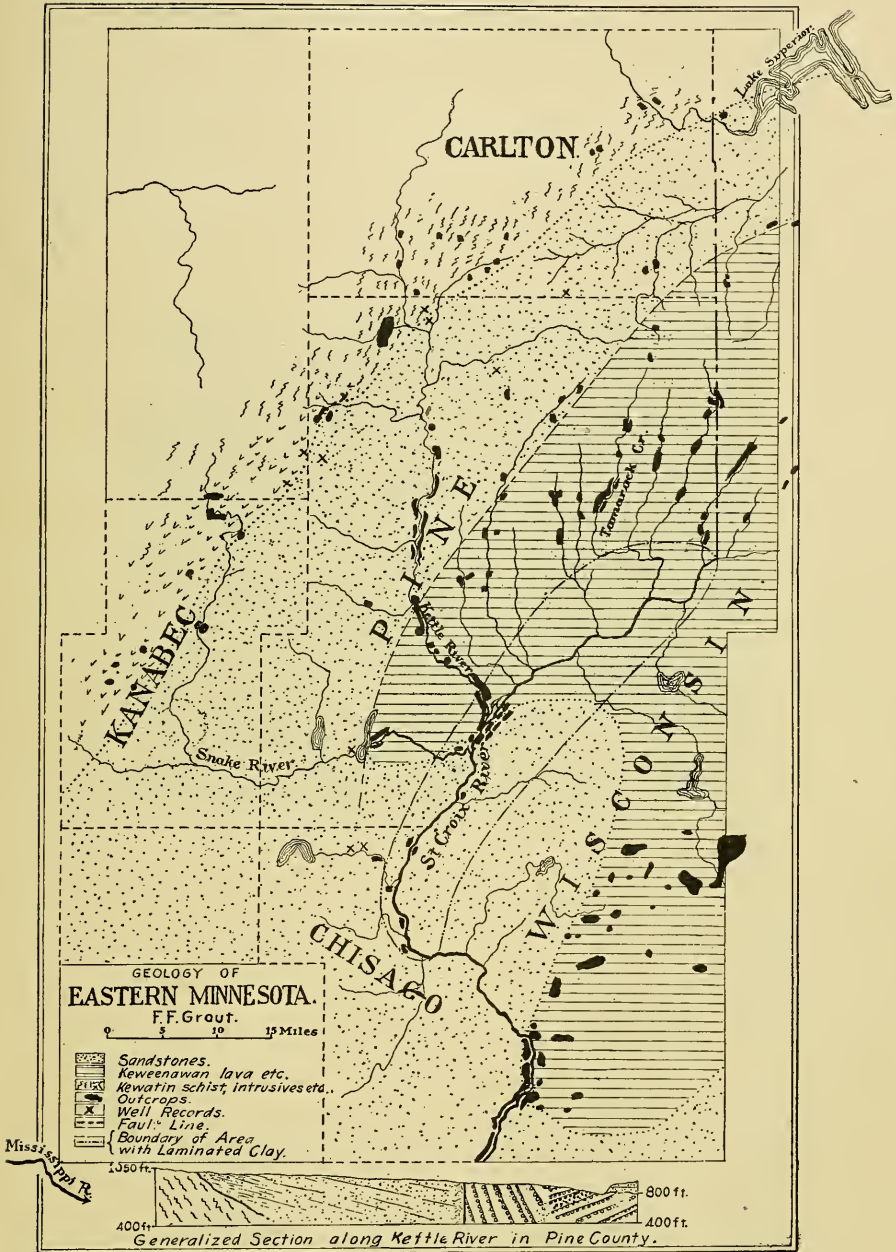 Lake Superior
CARLTON
PINE
Tamarack Cr.
Kettle River
KANABEC
Snake River
St Croix River
WISCONSIN
CHISAGO
GEOLOGY OF
EASTERN MINNESOTA.
F.F. Grout.
0 5 10 15 Miles
Sandstones.
Keweenawan lava etc.
Kewatin schist, intrusives etc.
Outcrops.
x Well Records.
Fault Line.
Boundary of Area
with Laminated Clay.
Mississippi R.
1350 ft.
800 ft.
400 ft
400 ft.
Generalized Section along Kettle River in Pine County.